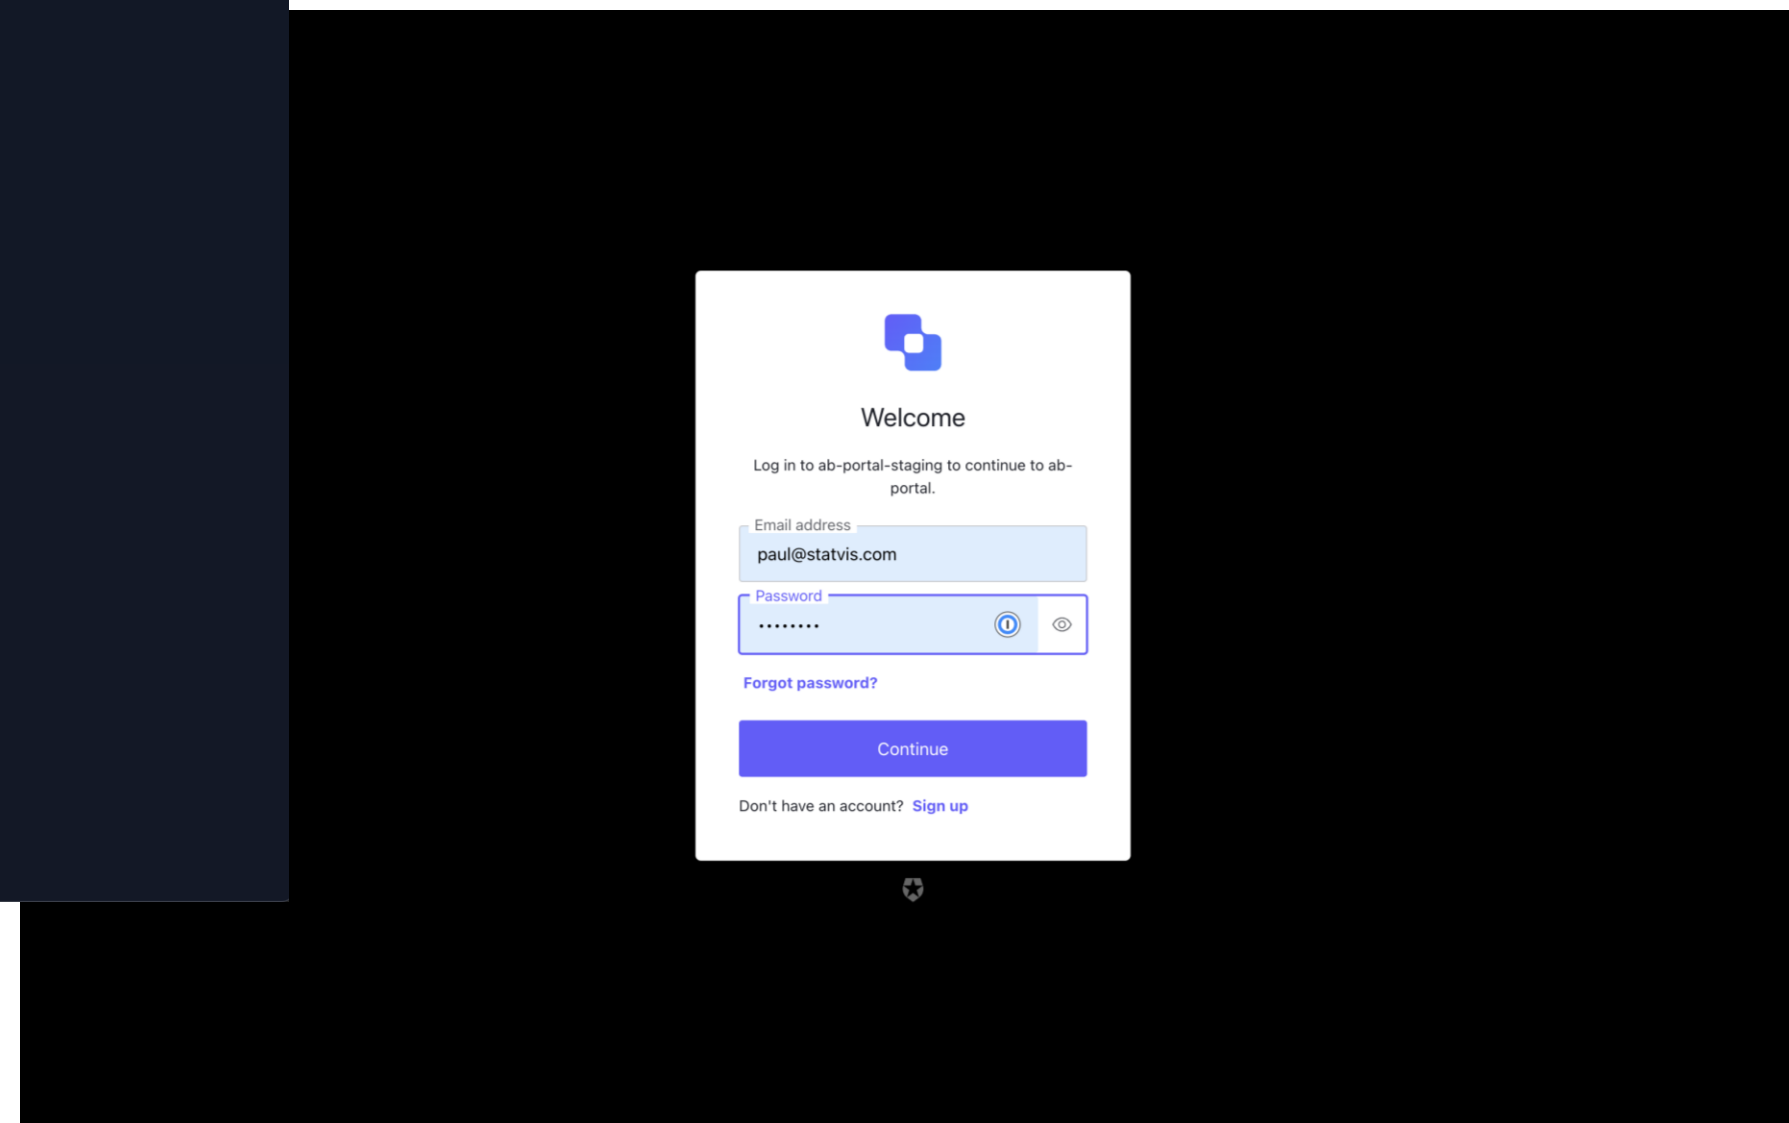 Welcome
Log in to ab-portal-staging to continue to ab-
portal.
Email address
paul@statvis.com
Password
••••••••
Forgot password?
Continue
Don't have an account? Sign up